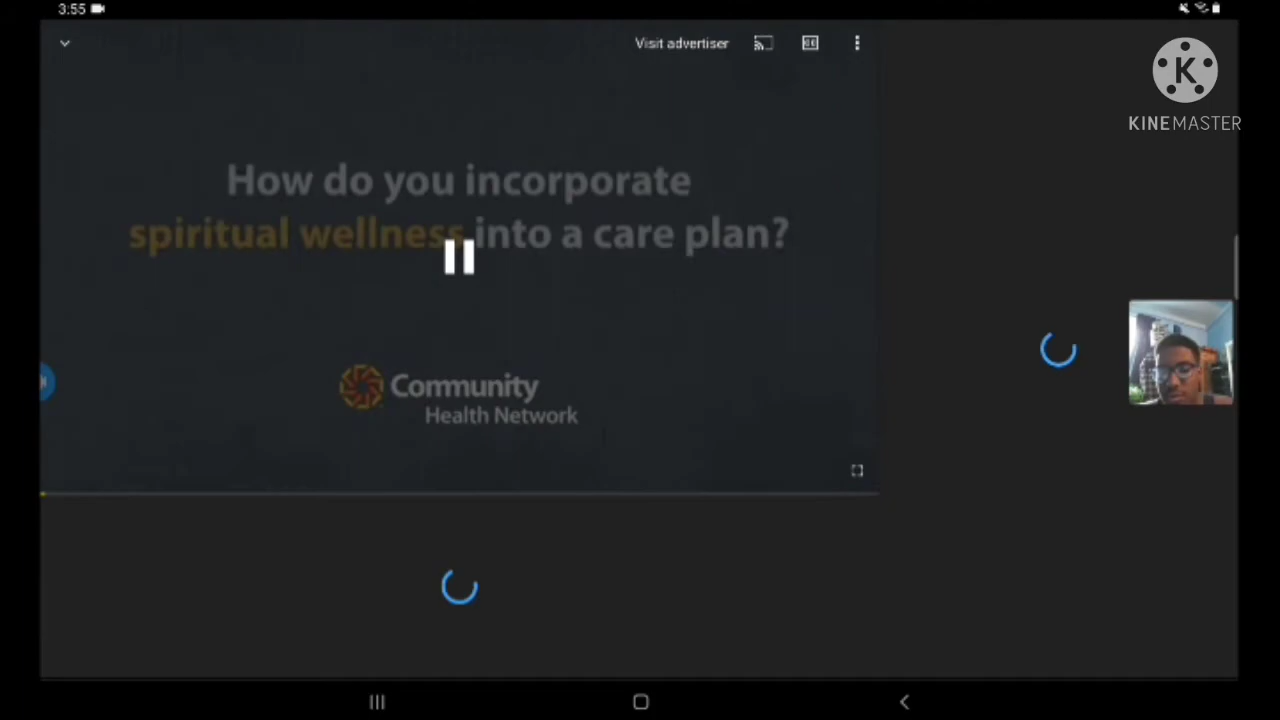 3:55
Visit advertiser
K
KINEMASTER
How do you incorporate
spiritual wellness into a care plan?
Community
Health Network